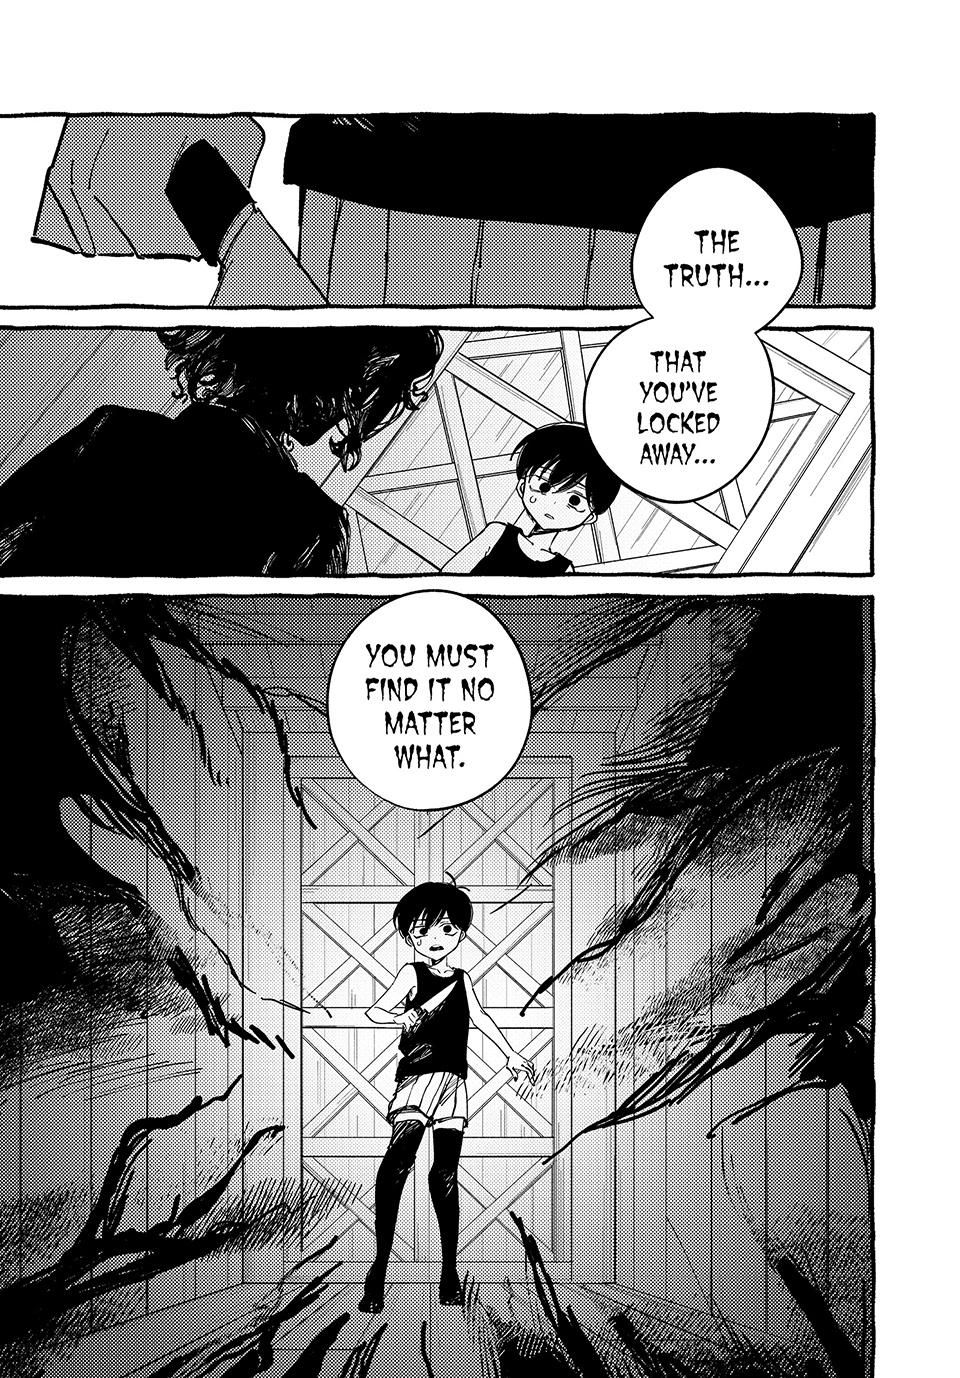 THE
TRUTH...
THAT
YOU'VE
LOCKED
AWAY...
YOU MUST
FIND IT NO
MATTER
WHAT.